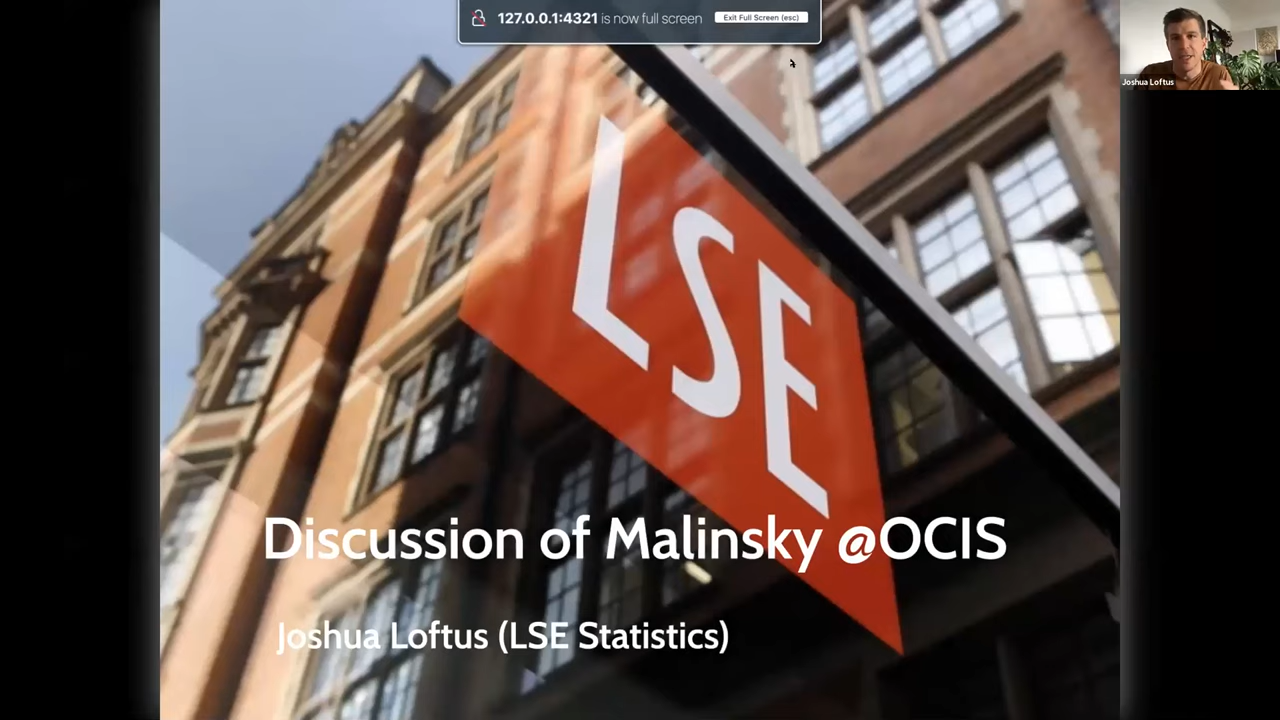 127.0.0.1:4321 is now full screen
Exit Full Screen (esc)
Joshua Loftus
LSE
Discussion of Malinsky @OCIS
Joshua Loftus (LSE Statistics)